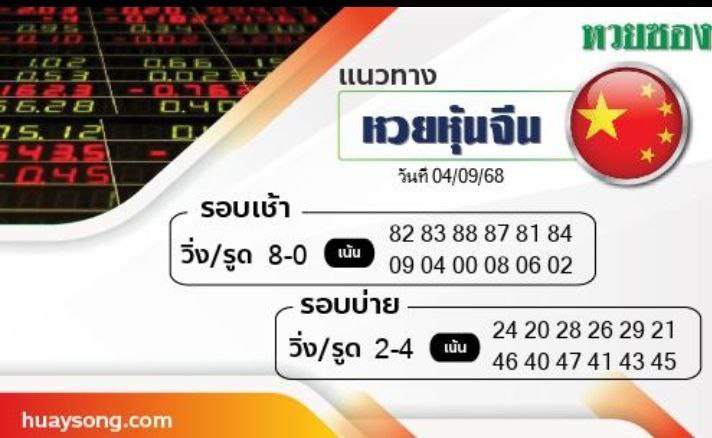 หวยซอง
แนวทาง
หวยหุ้นจีน
วันที่ 04/09/68
รอบเช้า
วิ่ง/รูด 8-0 เน้น
82 83 88 87 81 84
09 04 00 08 06 02
รอบบ่าย
วิ่ง/รูด 2-4 เน้น
24 20 28 26 29 21
46 40 47 41 43 45
huaysong.com